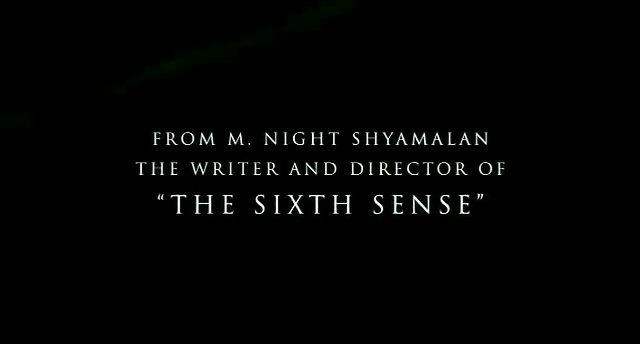 FROM M. NIGHT SHYAMALAN
THE WRITER AND DIRECTOR OF
“THE SIXTH SENSE”